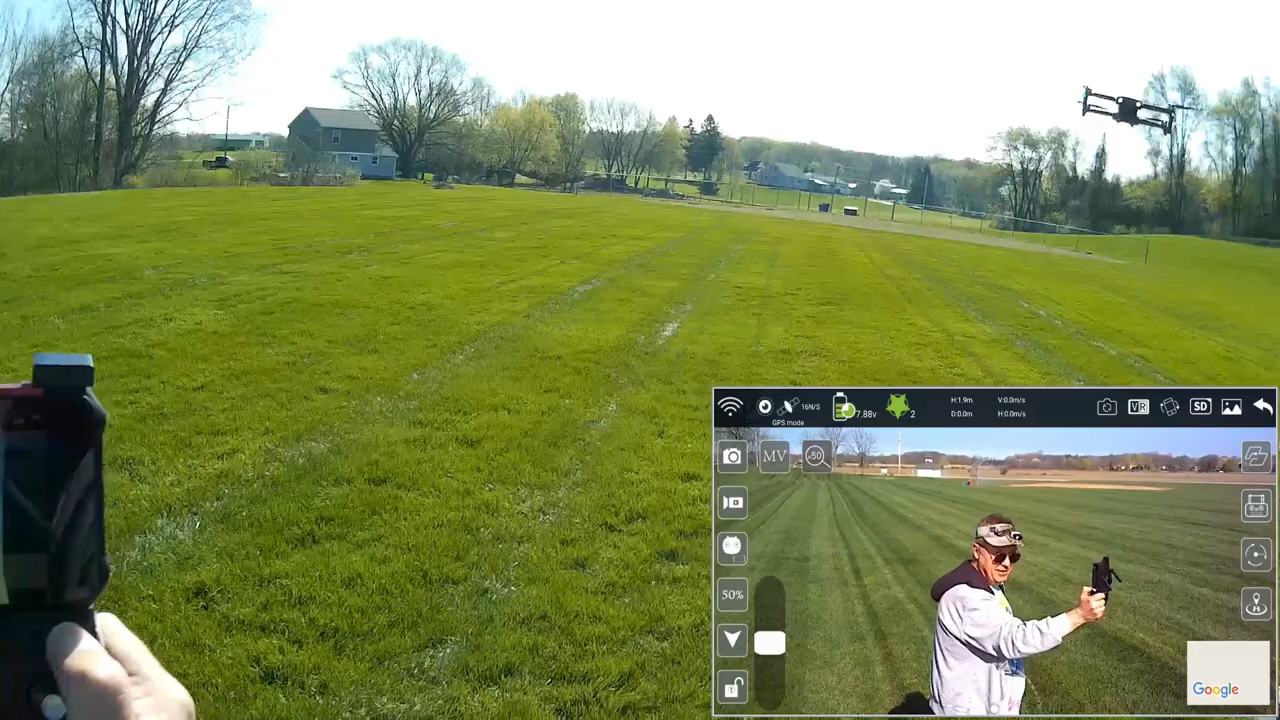 16N/S
GPS mode
7.88v
2
H:1.9m
V:0.0m/s
D:0.0m
H:0.0m/s
VR
SD
MV
-50
50%
H
Google